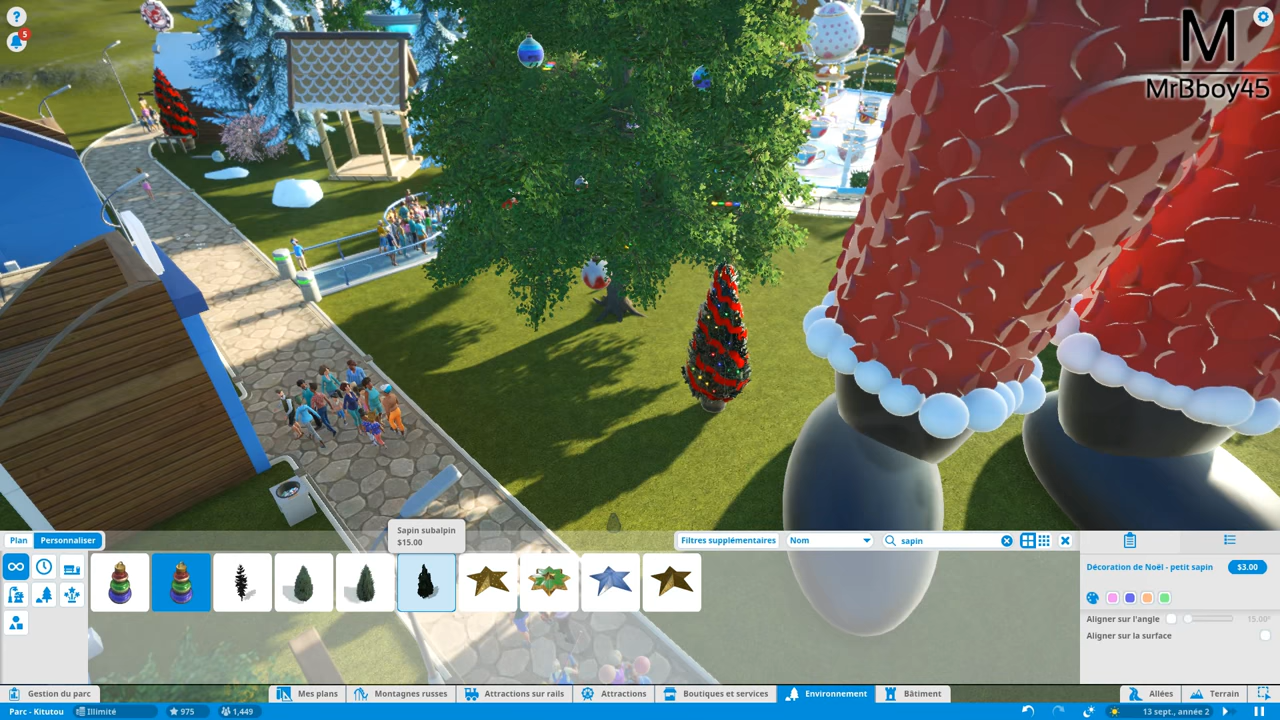 ?
5
M
MrBboy45
Sapin subalpin
$15.00
Plan
Personnaliser
Filtres supplémentaires
Nom
sapin
Décoration de Noël - petit sapin
$3.00
Aligner sur l'angle
15.00°
Aligner sur la surface
Gestion du parc
Mes plans
Montagnes russes
Attractions sur rails
Attractions
Boutiques et services
Environnement
Bâtiment
Allées
Terrain
Parc - Kitutou
Illimité
975
1,449
13 sept., année 2